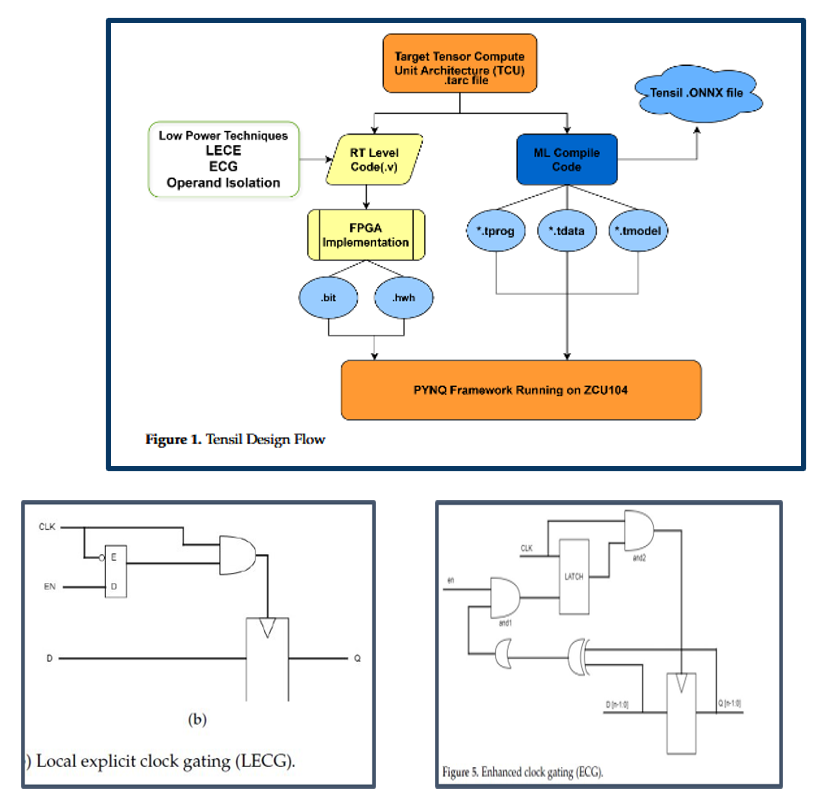 Target Tensor Compute
Unit Architecture (TCU)
.tarc file
Tensil .ONNX file
Low Power Techniques
LECE
ECG
Operand Isolation
RT Level
Code(.v)
ML Compile
Code
FPGA
Implementation
*.tprog
*.tdata
*.tmodel
.bit
.hwh
PYNQ Framework Running on ZCU104
Figure 1. Tensil Design Flow
CLK
E
EN
D
D
Q
(b)
) Local explicit clock gating (LECG).
CLK
and2
en
LATCH
and1
D [n-1:0]
Q [n-1:0]
Figure 5. Enhanced clock gating (ECG).